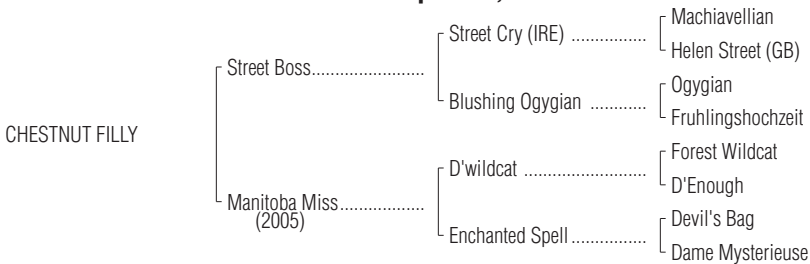 Machiavellian
Street Cry (IRE) ................
Helen Street (GB)
Street Boss........................
Ogygian
Blushing Ogygian ............
Fruhlingshochzeit
CHESTNUT FILLY
Forest Wildcat
D'wildcat ..........................
D'Enough
Manitoba Miss..................
(2005)
Devil's Bag
Enchanted Spell................
Dame Mysterieuse